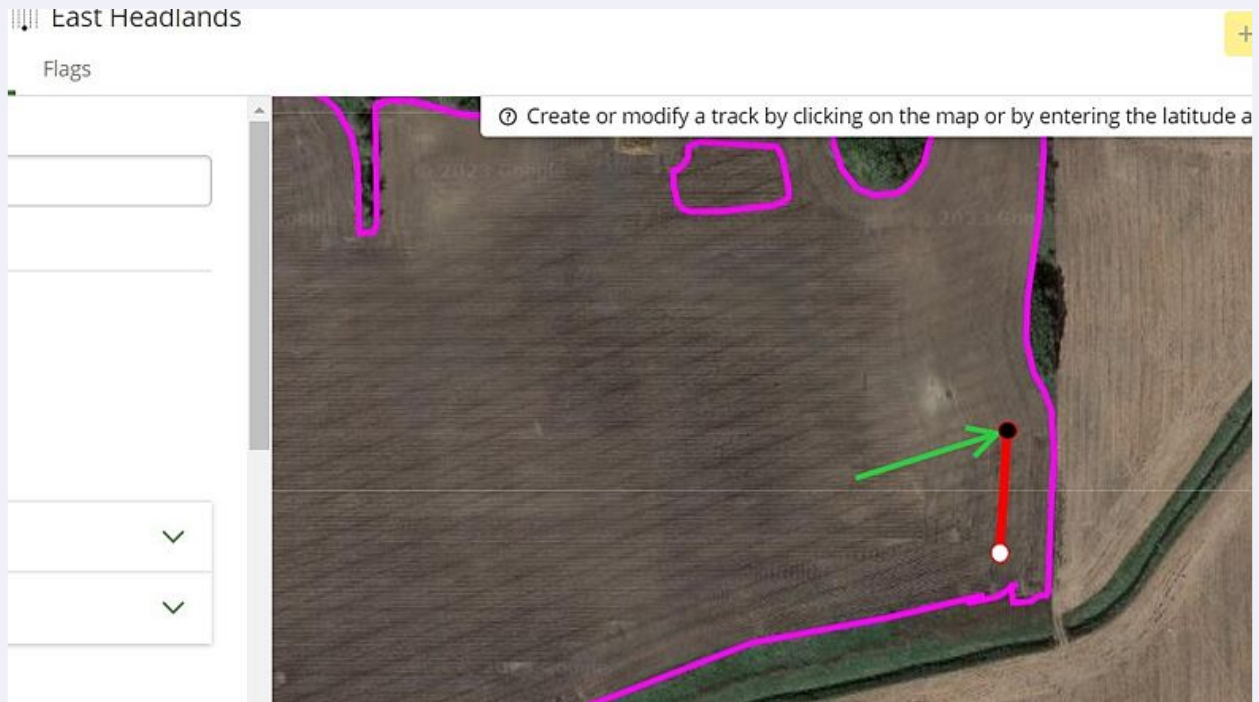 East Headlands
Flags
Create or modify a track by clicking on the map or by entering the latitude a